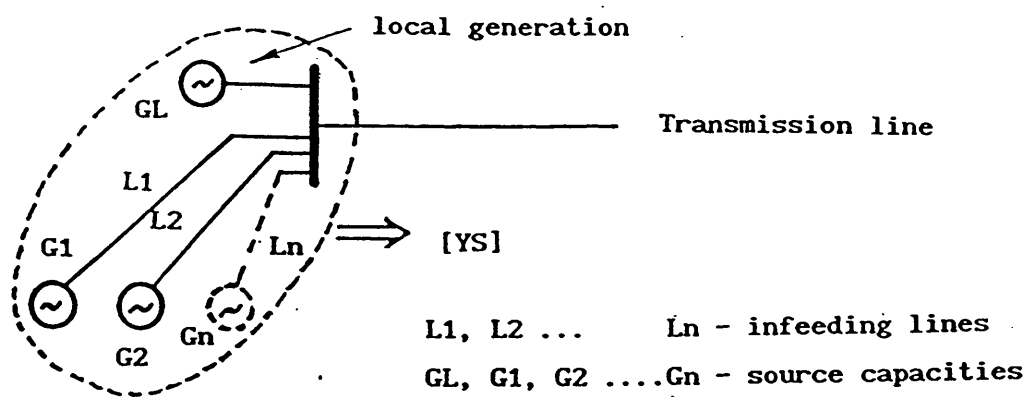 local generation
GL
Transmission line
L1
L2
G1
Ln
[YS]
Gn
G2
L1, L2 ... Ln - infeeding lines
GL, G1, G2 ....Gn - source capacities